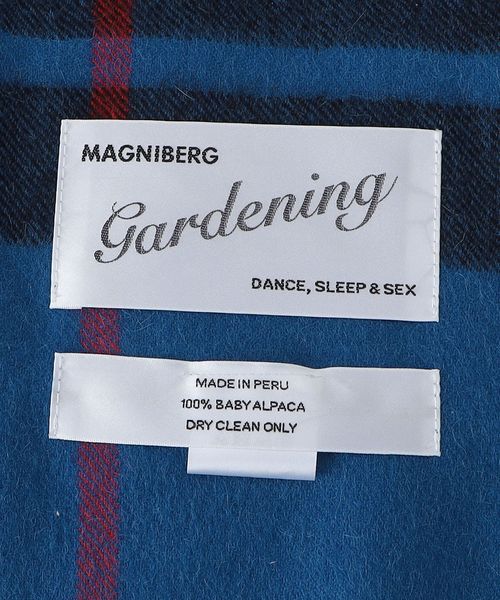 MAGNIBERG
Gardening
DANCE, SLEEP & SEX
MADE IN PERU
100% BABY ALPACA
DRY CLEAN ONLY